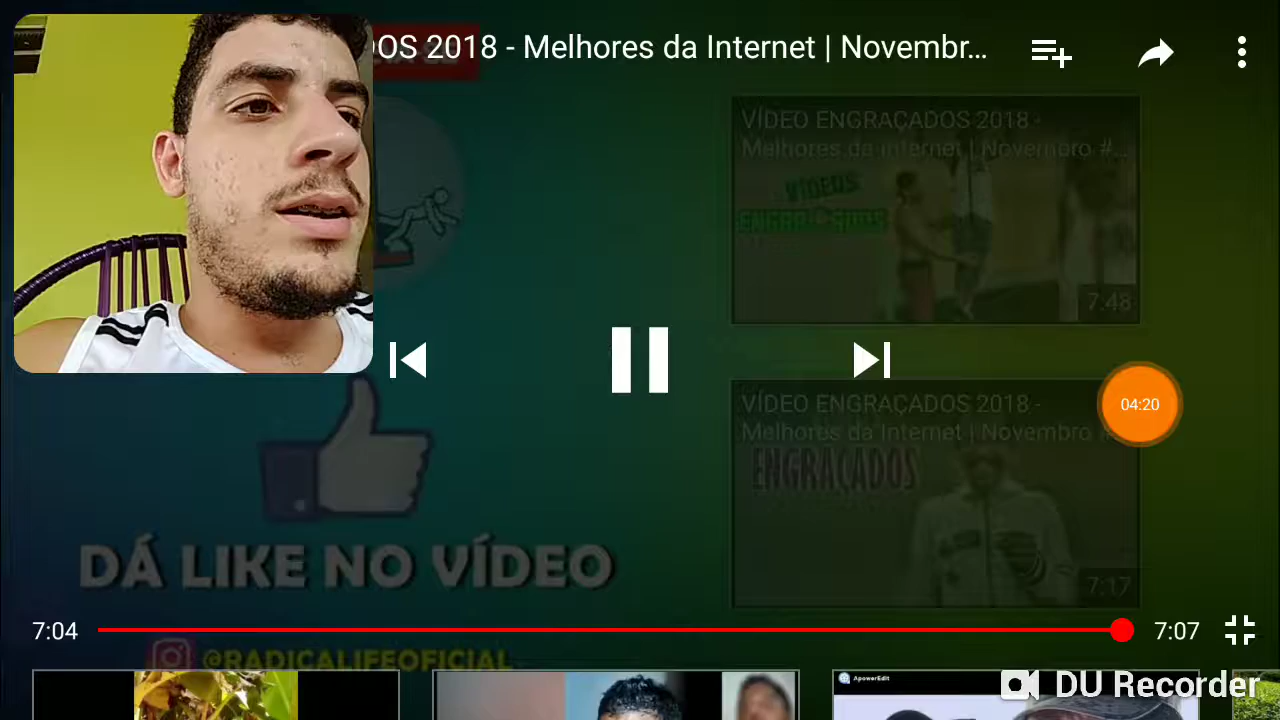 OS 2018 - Melhores da Internet | Novembr...
VÍDEO ENGRAÇADOS 2018 -
Melhores da Internet | Novembro #...
VÍDEOS
ENGRAÇADOS
7:48
04:20
VÍDEO ENGRAÇADOS 2018 -
Melhores da Internet | Novembro #
ENGRAÇADOS
7:17
DÁ LIKE NO VÍDEO
7:04
7:07
@RADICALIFEOFICIAL
ApowerEdit
DU Recorder